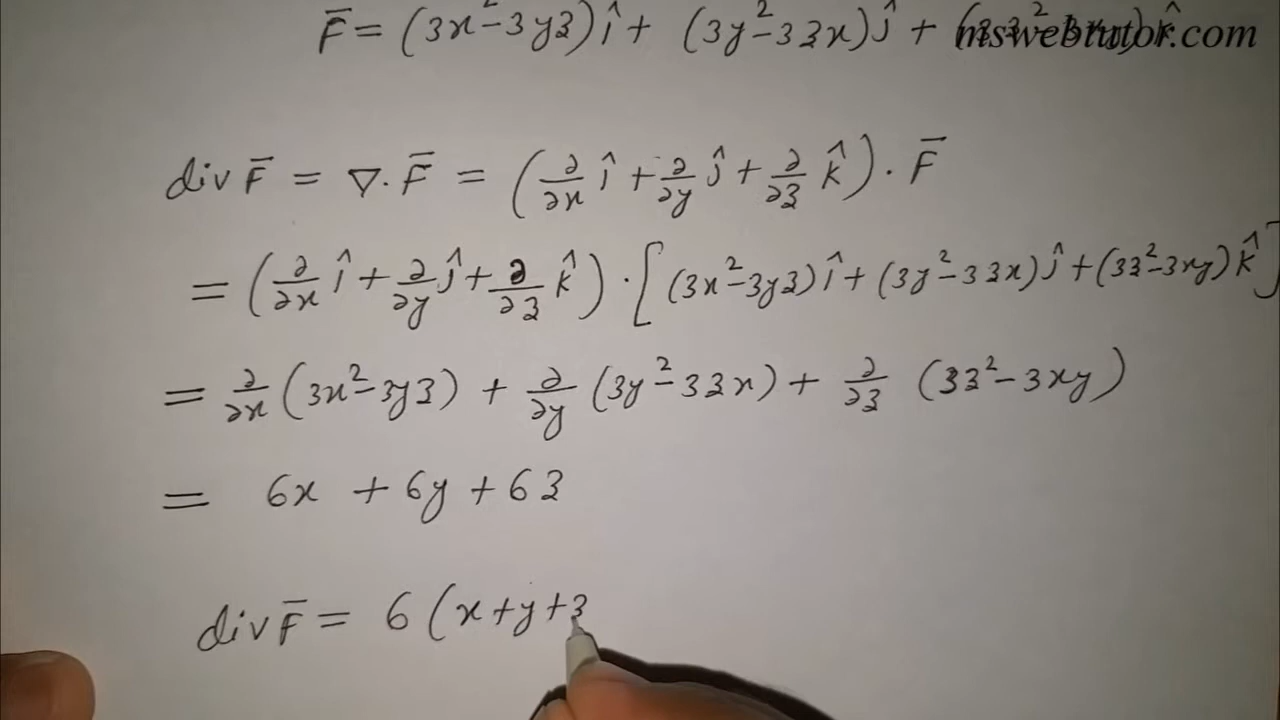 F̄ = (3x²-3yz)î + (3y²-3zx)ĵ + mswebtutor.com
div F̄ = ∇. F̄ = (∂/∂x î + ∂/∂y ĵ + ∂/∂z k̂) . F̄
= (∂/∂x î + ∂/∂y ĵ + ∂/∂z k̂) . [(3x²-3yz)î + (3y²-3zx)ĵ + (3z²-3xy)k̂]
= ∂/∂x (3x²-3yz) + ∂/∂y (3y²-3zx) + ∂/∂z (3z²-3xy)
= 6x + 6y + 6z
div F̄ = 6 (x+y+z